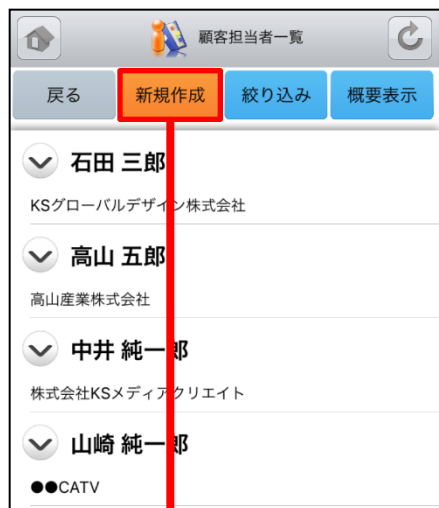 顧客担当者一覧
戻る 新規作成 絞り込み 概要表示
石田 三郎
KSグローバルデザイン株式会社
高山 五郎
高山産業株式会社
中井 純一郎
株式会社KSメディアクリエイト
山崎 純一郎
●●CATV